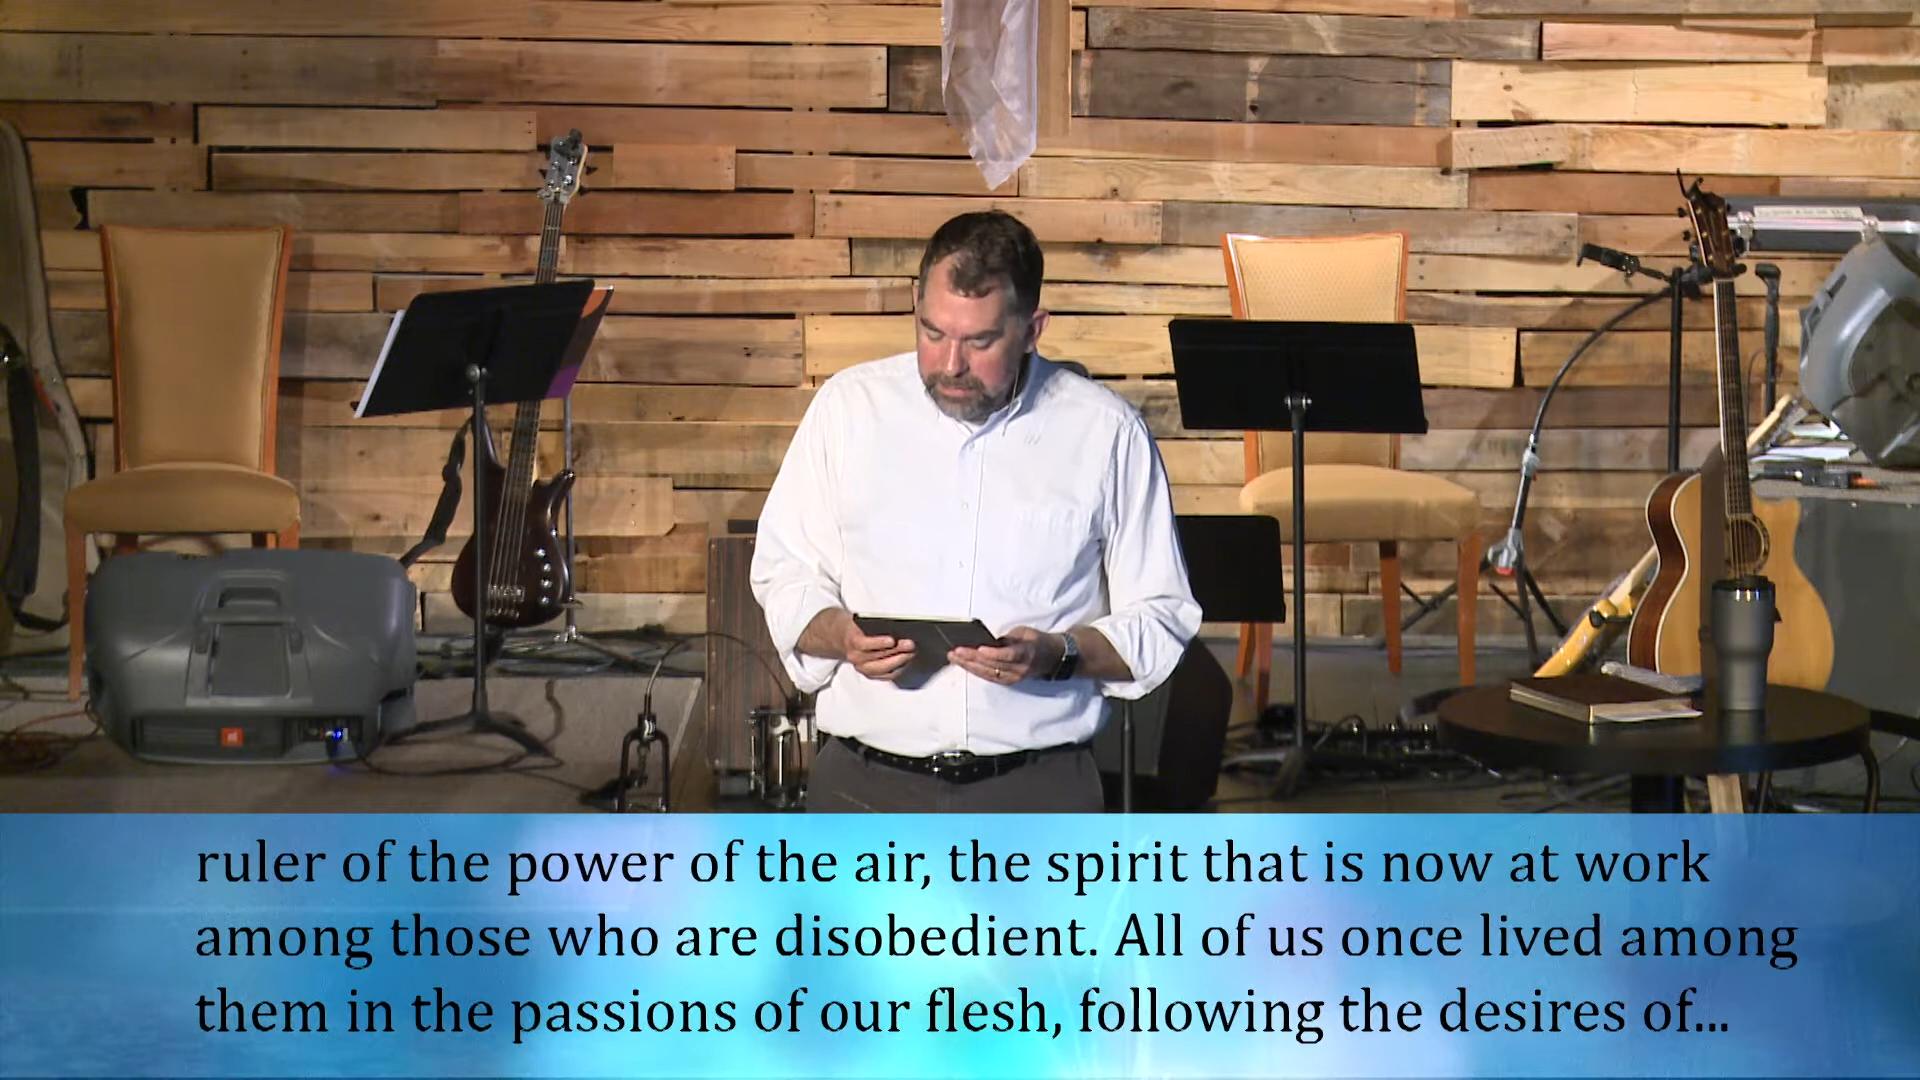 ruler of the power of the air, the spirit that is now at work
among those who are disobedient. All of us once lived among
them in the passions of our flesh, following the desires of...